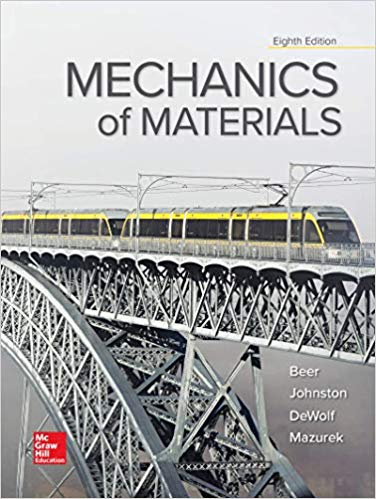 Eighth Edition
MECHANICS
of MATERIALS
Beer
Johnston
DeWolf
Mazurek
Mc
Graw
Hill
Education